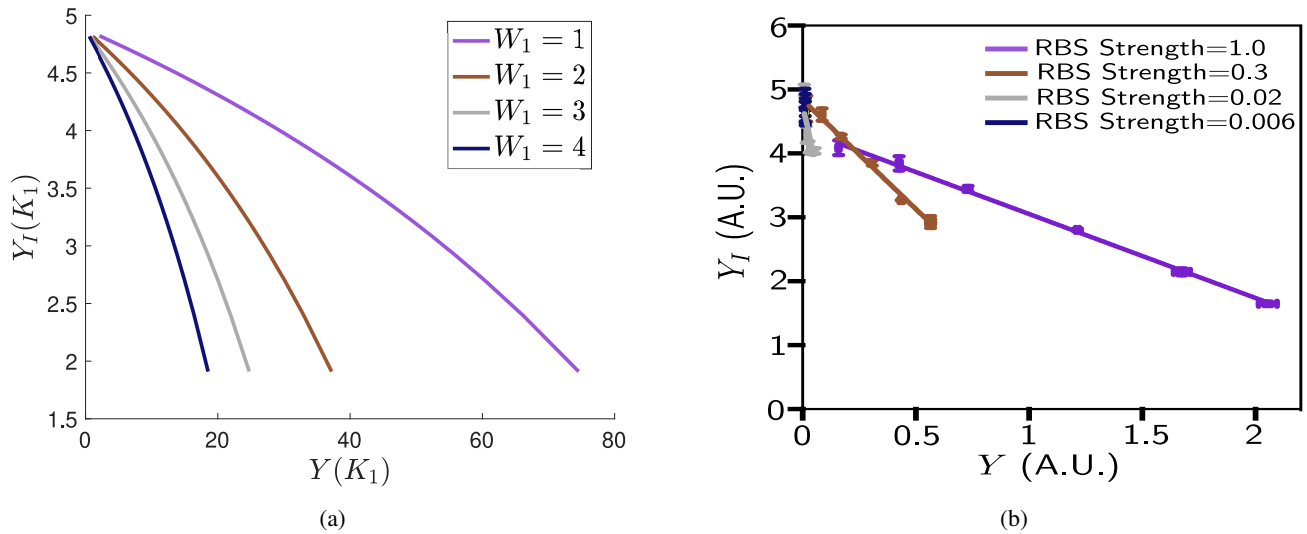 5
4.5
4
3.5
3
2.5
2
1.5
Y_I(K_1)
0 20 40 60 80
Y(K_1)
W_1 = 1
W_1 = 2
W_1 = 3
W_1 = 4
(a)
6
5
4
3
2
1
0
Y_I (A.U.)
0 0.5 1 1.5 2
Y (A.U.)
RBS Strength=1.0
RBS Strength=0.3
RBS Strength=0.02
RBS Strength=0.006
(b)